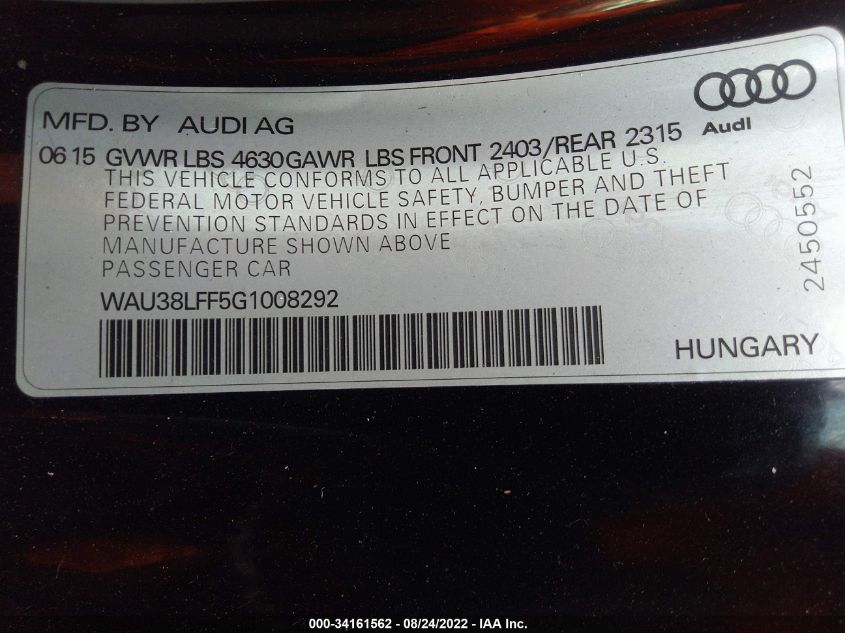 MFD. BY AUDI AG
Audi
06 15 GVWR LBS 4630 GAWR LBS FRONT 2403/REAR 2315
THIS VEHICLE CONFORMS TO ALL APPLICABLE U.S.
FEDERAL MOTOR VEHICLE SAFETY, BUMPER AND THEFT
PREVENTION STANDARDS IN EFFECT ON THE DATE OF
MANUFACTURE SHOWN ABOVE
PASSENGER CAR
2450552
WAU38LFF5G1008292
HUNGARY
000-34161562 - 08/24/2022 - IAA Inc.